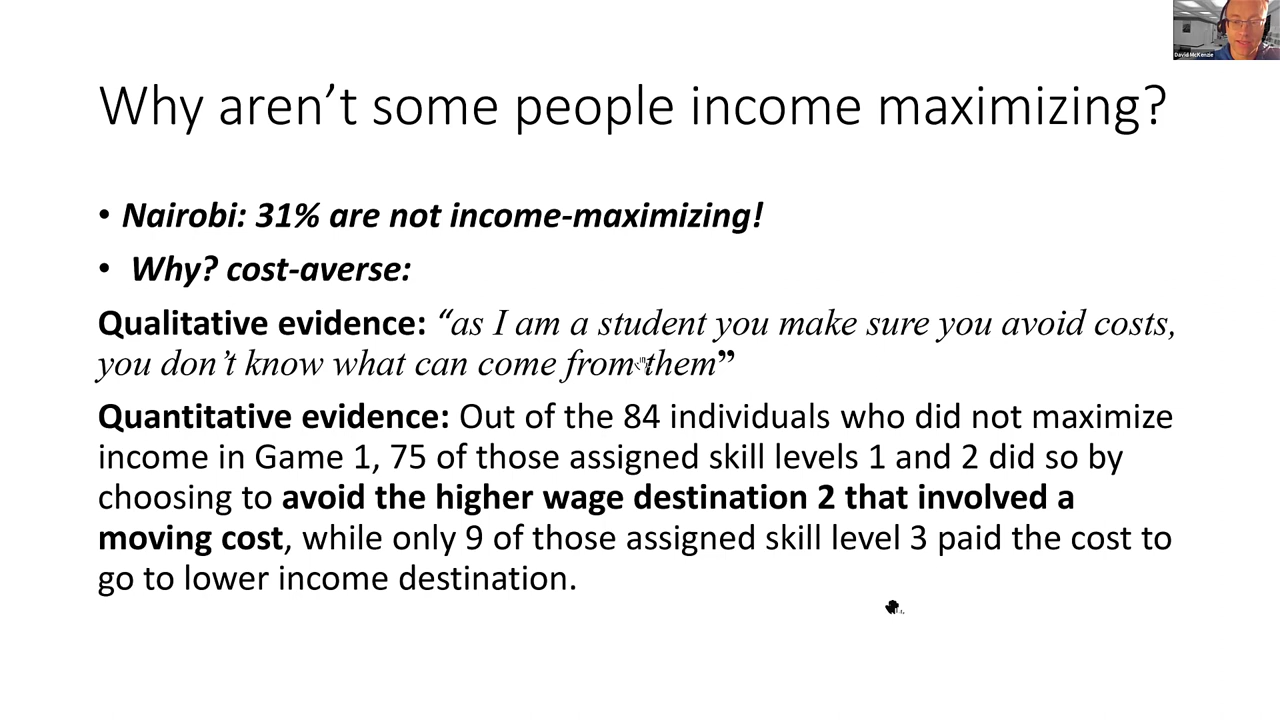 David McKenzie
Why aren’t some people income maximizing?
• Nairobi: 31% are not income-maximizing!
• Why? cost-averse:
Qualitative evidence: “as I am a student you make sure you avoid costs,
you don’t know what can come from them”
Quantitative evidence: Out of the 84 individuals who did not maximize
income in Game 1, 75 of those assigned skill levels 1 and 2 did so by
choosing to avoid the higher wage destination 2 that involved a
moving cost, while only 9 of those assigned skill level 3 paid the cost to
go to lower income destination.